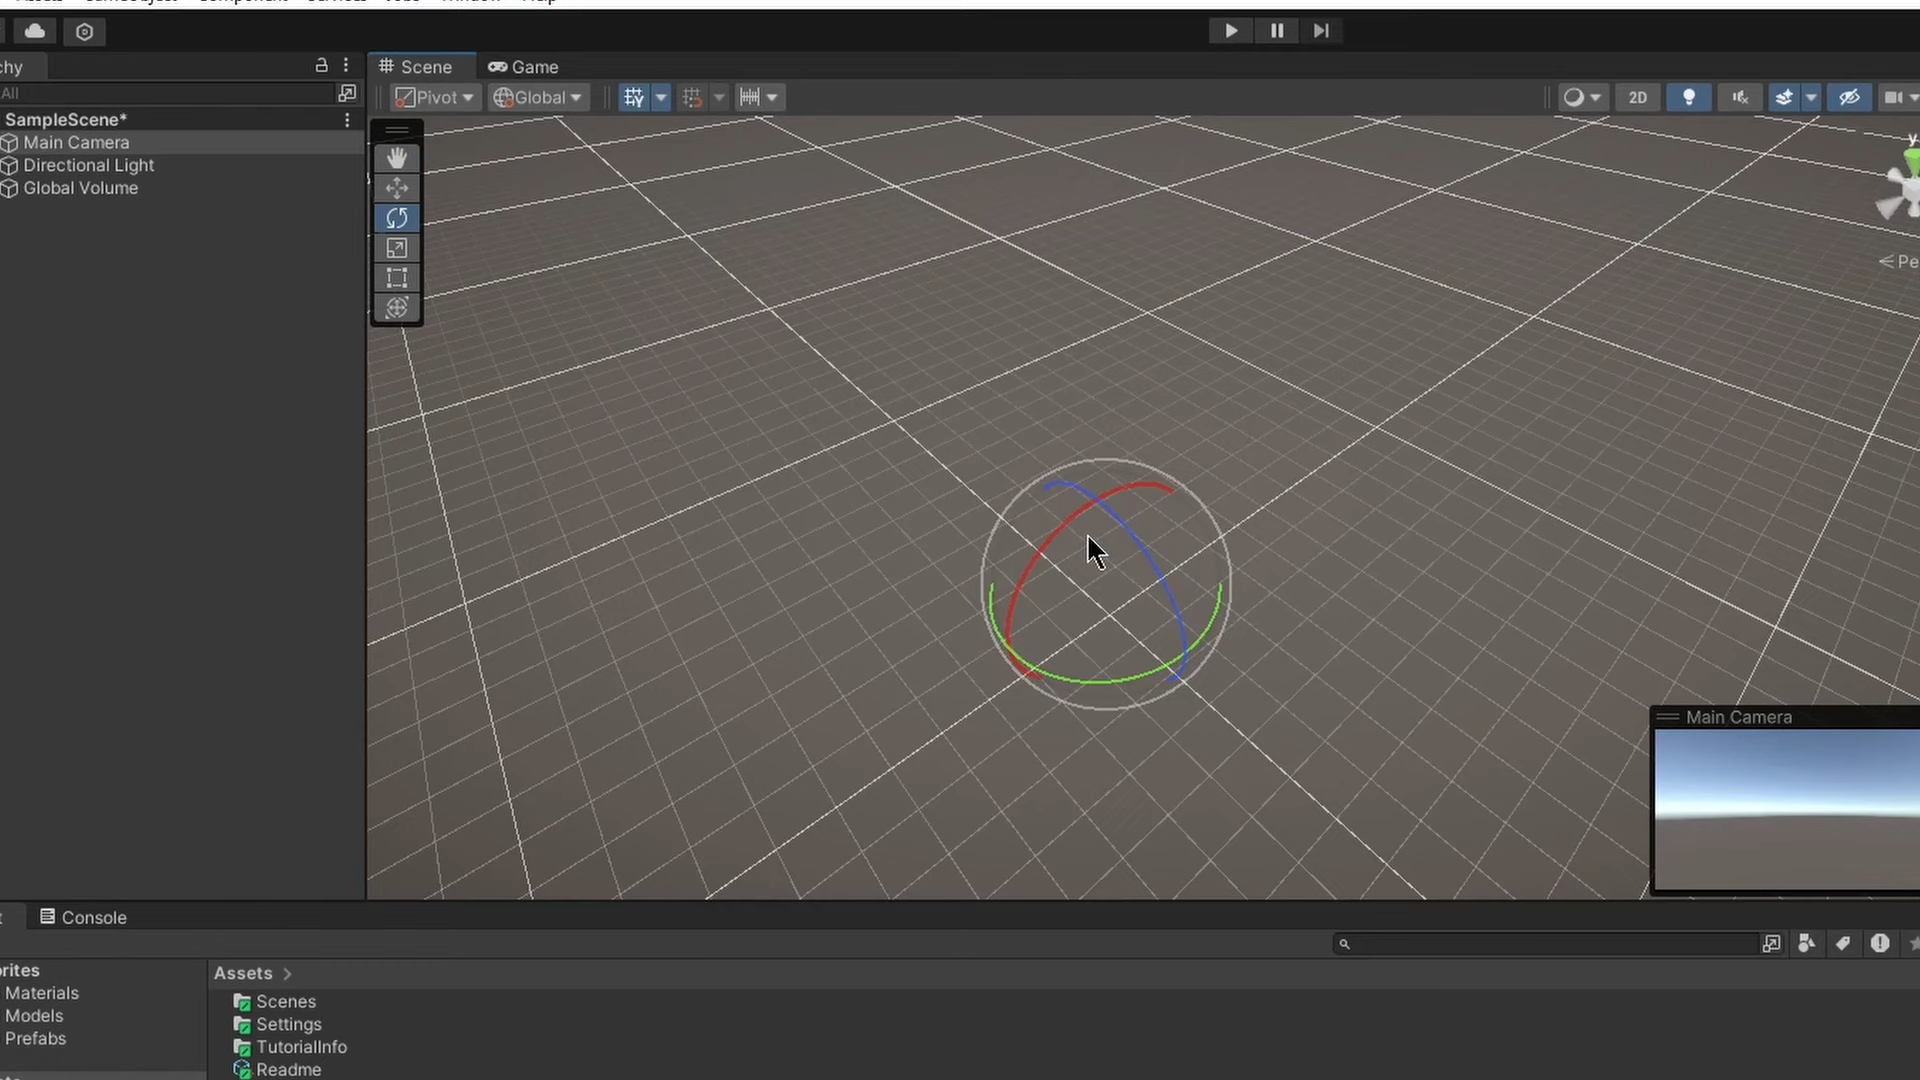 chy
Scene
Game
All
Pivot
Global
2D
SampleScene*
Main Camera
Directional Light
Global Volume
y
Pe
Main Camera
Console
Assets
rites
Materials
Models
Prefabs
Scenes
Settings
TutorialInfo
Readme